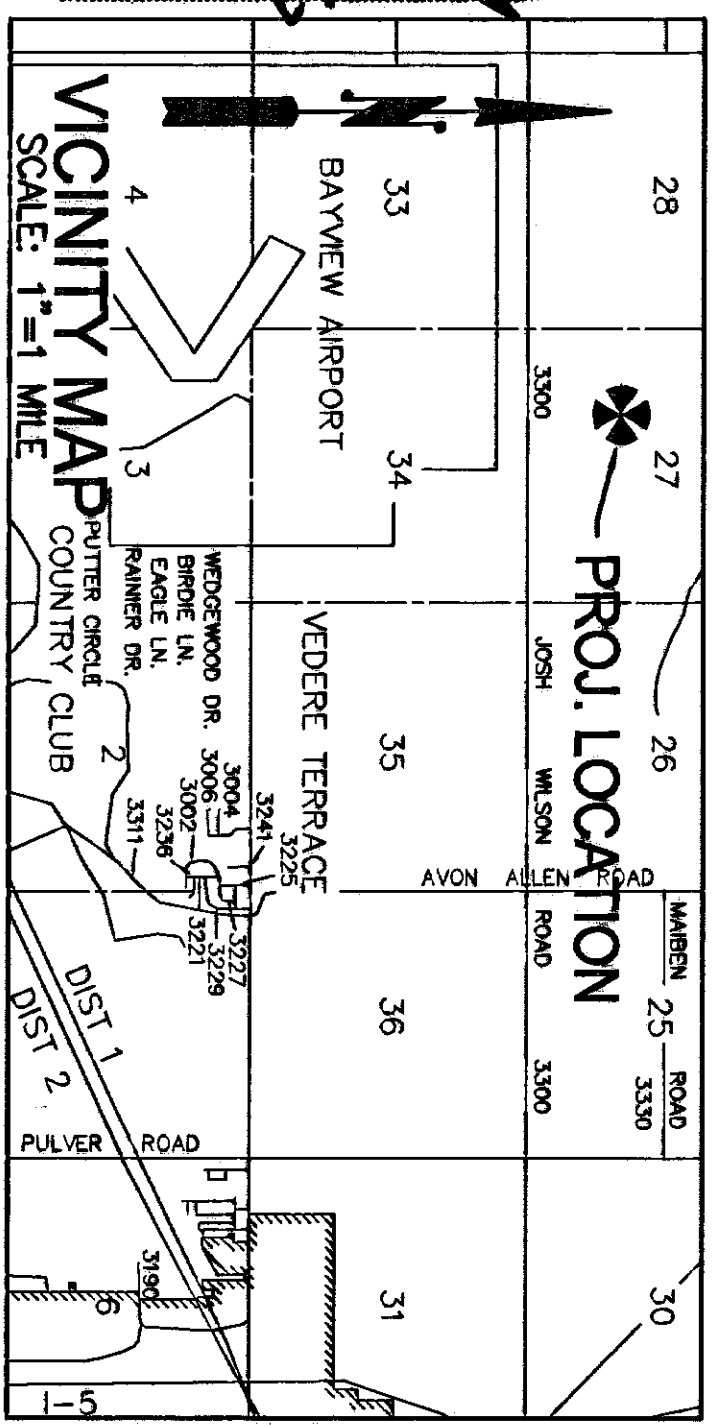 28
27
26
MAIBEN ROAD
25
3330
30
PROJ. LOCATION
3300
JOSH WILSON ROAD
3300
AVON ALLEN ROAD
33
34
35
36
31
BAYVIEW AIRPORT
VEDERE TERRACE
3241
3225
3004
3006
3002
3236
3311
3227
3229
3221
WEDGEWOOD DR.
BIRDIE LN.
EAGLE LN.
RAINIER DR.
PUTTER CIRCLE
COUNTRY CLUB
4
3
2
6
3190
DIST 1
DIST 2
PULVER ROAD
I-5
VICINITY MAP
SCALE: 1"=1 MILE